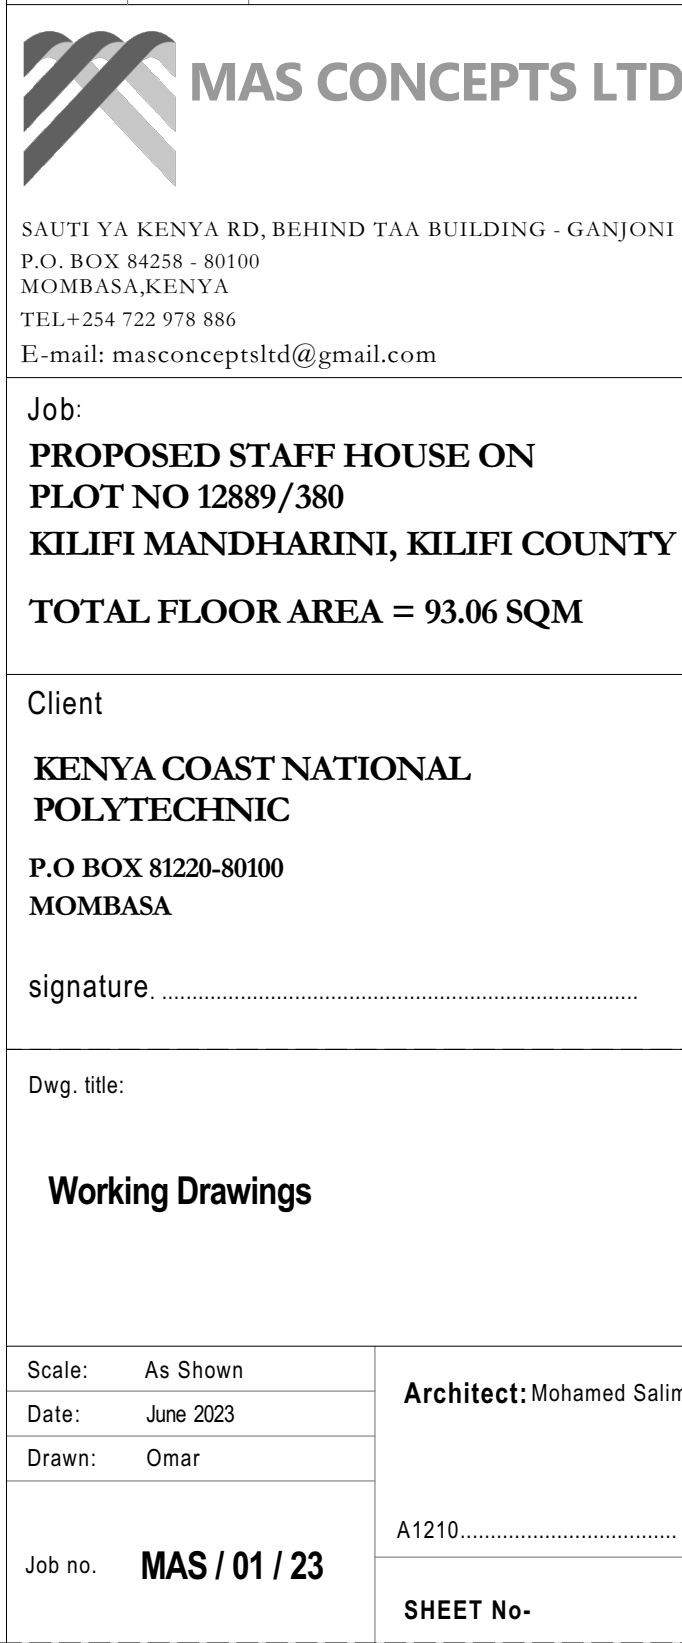 MAS CONCEPTS LTD
SAUTI YA KENYA RD, BEHIND TAA BUILDING - GANJONI
P.O. BOX 84258 - 80100
MOMBASA,KENYA
TEL+254 722 978 886
E-mail: masconceptsltd@gmail.com
Job:
PROPOSED STAFF HOUSE ON
PLOT NO 12889/380
KILIFI MANDHARINI, KILIFI COUNTY
TOTAL FLOOR AREA = 93.06 SQM
Client
KENYA COAST NATIONAL
POLYTECHNIC
P.O BOX 81220-80100
MOMBASA
signature. ...............................................................................
Dwg. title:
Working Drawings
Scale: As Shown
Date: June 2023
Drawn: Omar
Job no. MAS / 01 / 23
Architect: Mohamed Salim
A1210....................................
SHEET No-